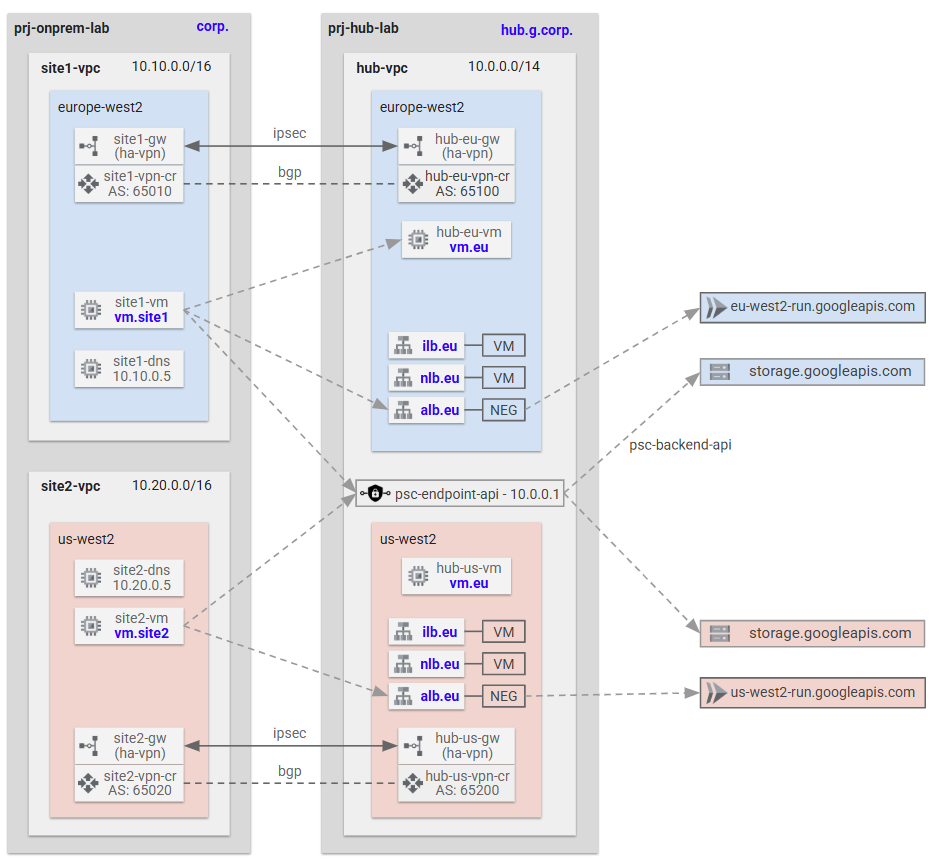 prj-onprem-lab
corp.
site1-vpc
10.10.0.0/16
europe-west2
site1-gw
(ha-vpn)
site1-vpn-cr
AS: 65010
site1-vm
vm.site1
site1-dns
10.10.0.5
site2-vpc
10.20.0.0/16
us-west2
site2-dns
10.20.0.5
site2-vm
vm.site2
site2-gw
(ha-vpn)
site2-vpn-cr
AS: 65020
ipsec
bgp
ipsec
bgp
prj-hub-lab
hub.g.corp.
hub-vpc
10.0.0.0/14
europe-west2
hub-eu-gw
(ha-vpn)
hub-eu-vpn-cr
AS: 65100
hub-eu-vm
vm.eu
ilb.eu
VM
nlb.eu
VM
alb.eu
NEG
psc-endpoint-api - 10.0.0.1
us-west2
hub-us-vm
vm.eu
ilb.eu
VM
nlb.eu
VM
alb.eu
NEG
hub-us-gw
(ha-vpn)
hub-us-vpn-cr
AS: 65200
eu-west2-run.googleapis.com
storage.googleapis.com
psc-backend-api
storage.googleapis.com
us-west2-run.googleapis.com